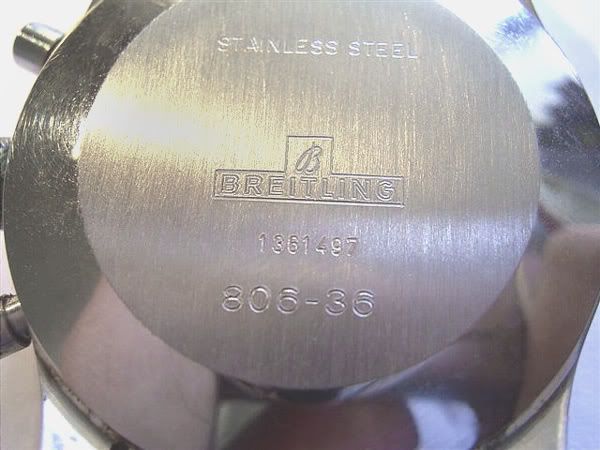 STAINLESS STEEL
B
BREITLING
1361497
806-36